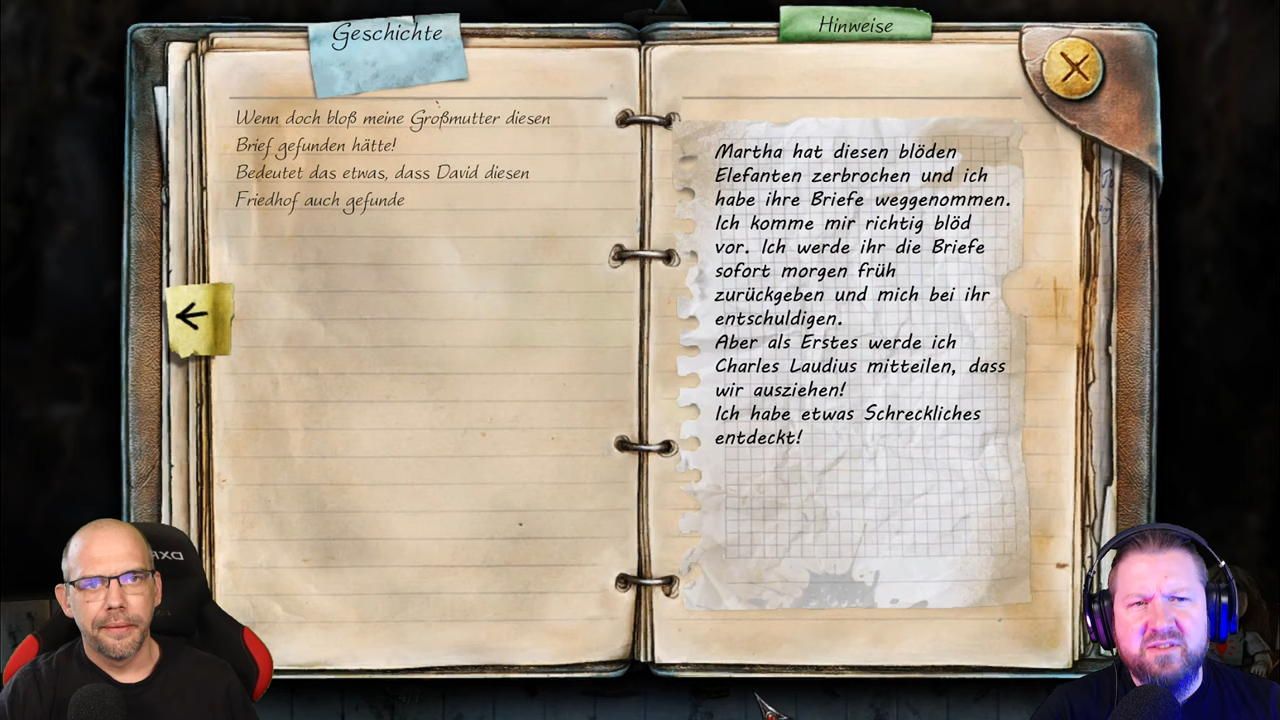 Geschichte
Wenn doch bloß meine Großmutter diesen
Brief gefunden hätte!
Bedeutet das etwas, dass David diesen
Friedhof auch gefunde
Hinweise
Martha hat diesen blöden
Elefanten zerbrochen und ich
habe ihre Briefe weggenommen.
Ich komme mir richtig blöd
vor. Ich werde ihr die Briefe
sofort morgen früh
zurückgeben und mich bei ihr
entschuldigen.
Aber als Erstes werde ich
Charles Laudius mitteilen, dass
wir ausziehen!
Ich habe etwas Schreckliches
entdeckt!